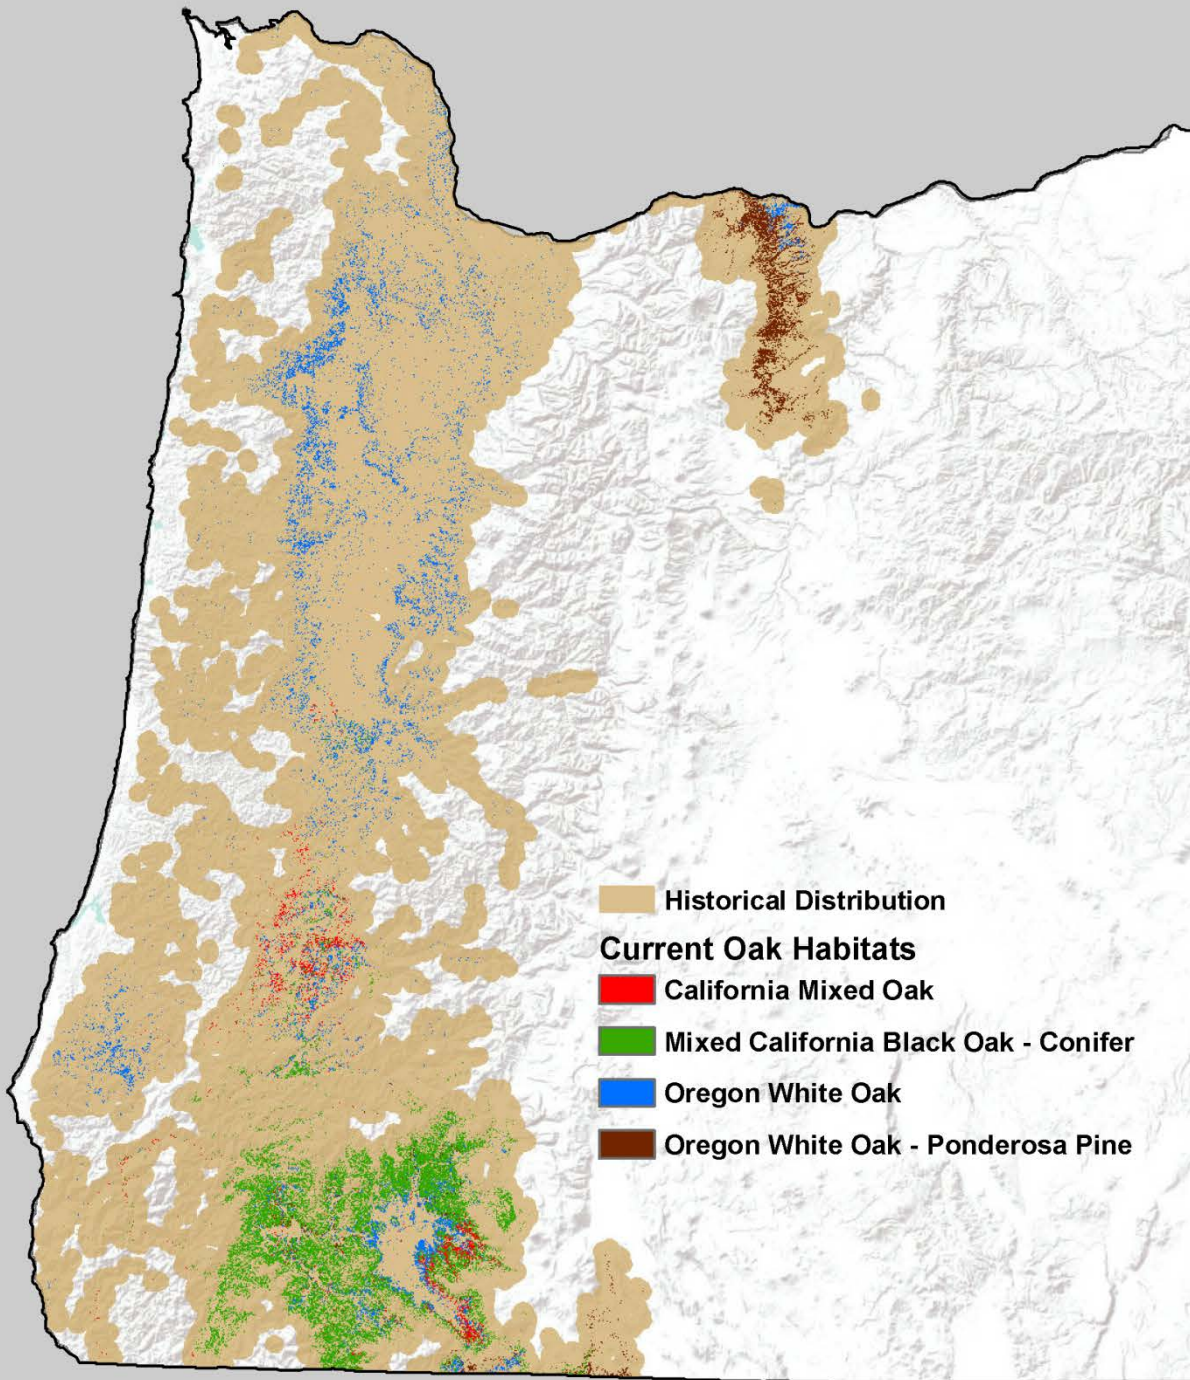 Historical Distribution
Current Oak Habitats
California Mixed Oak
Mixed California Black Oak - Conifer
Oregon White Oak
Oregon White Oak - Ponderosa Pine